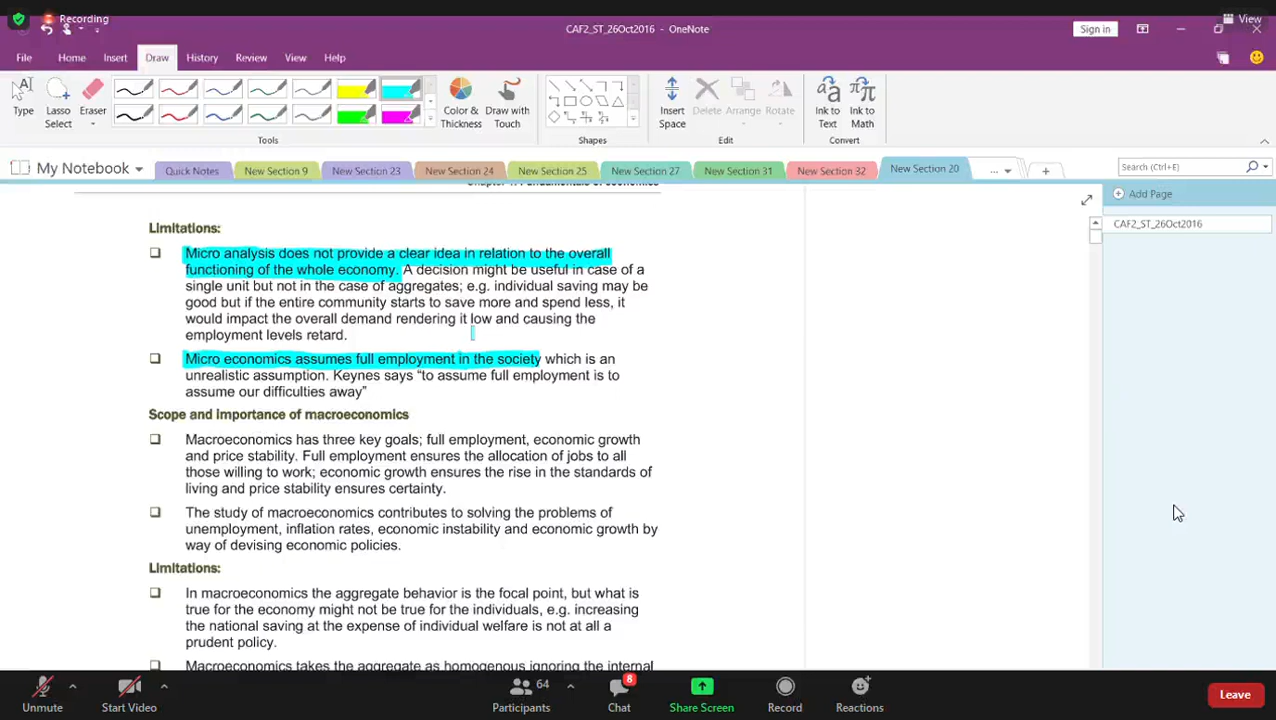 Recording
View
CAF2_ST_26Oct2016 - OneNote
Sign in
File
Home
Insert
Draw
History
Review
View
Help
Type
Lasso
Select
Eraser
Color &
Thickness
Draw with
Touch
Insert
Space
Delete
Arrange
Rotate
Ink to
Text
Ink to
Math
Tools
Shapes
Edit
Convert
My Notebook
Quick Notes
New Section 9
New Section 23
New Section 24
New Section 25
New Section 27
New Section 31
New Section 32
New Section 20
...
Search (Ctrl+E)
Add Page
CAF2_ST_26Oct2016
Limitations:
Micro analysis does not provide a clear idea in relation to the overall
functioning of the whole economy. A decision might be useful in case of a
single unit but not in the case of aggregates; e.g. individual saving may be
good but if the entire community starts to save more and spend less, it
would impact the overall demand rendering it low and causing the
employment levels retard.
Micro economics assumes full employment in the society which is an
unrealistic assumption. Keynes says “to assume full employment is to
assume our difficulties away”
Scope and importance of macroeconomics
Macroeconomics has three key goals; full employment, economic growth
and price stability. Full employment ensures the allocation of jobs to all
those willing to work; economic growth ensures the rise in the standards of
living and price stability ensures certainty.
The study of macroeconomics contributes to solving the problems of
unemployment, inflation rates, economic instability and economic growth by
way of devising economic policies.
Limitations:
In macroeconomics the aggregate behavior is the focal point, but what is
true for the economy might not be true for the individuals, e.g. increasing
the national saving at the expense of individual welfare is not at all a
prudent policy.
Macroeconomics takes the aggregate as homogenous ignoring the internal
Unmute
Start Video
64
Participants
8
Chat
Share Screen
Record
Reactions
Leave